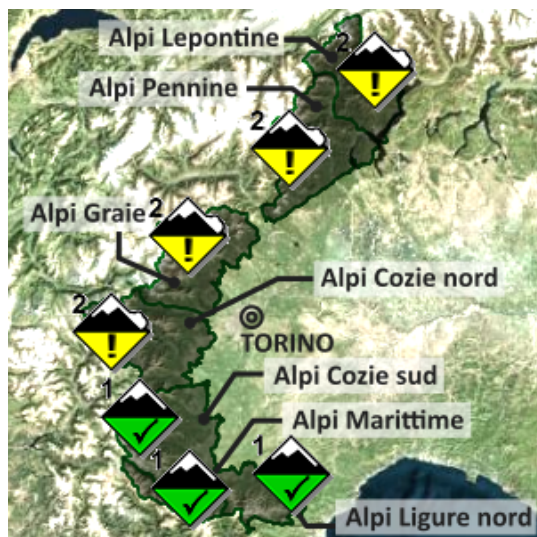 Alpi Lepontine
2
Alpi Pennine
2
Alpi Graie
2
Alpi Cozie nord
2
TORINO
Alpi Cozie sud
1
Alpi Marittime
1
1
Alpi Ligure nord